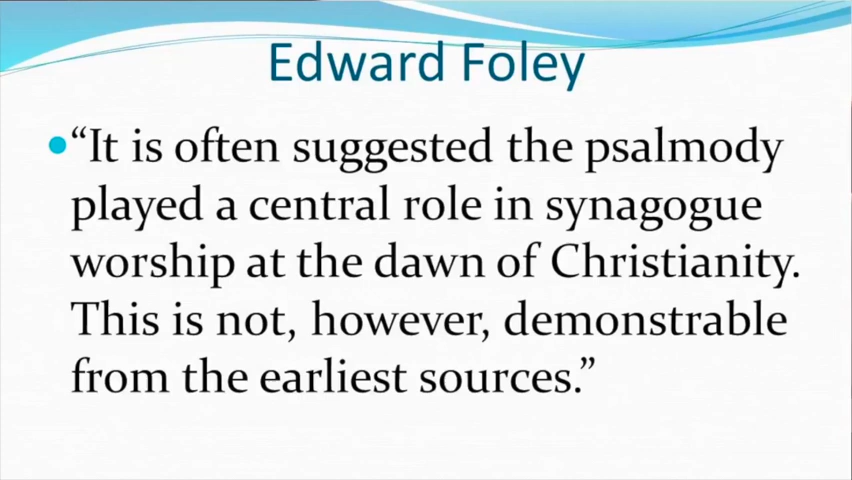 Edward Foley
•“It is often suggested the psalmody
played a central role in synagogue
worship at the dawn of Christianity.
This is not, however, demonstrable
from the earliest sources.”